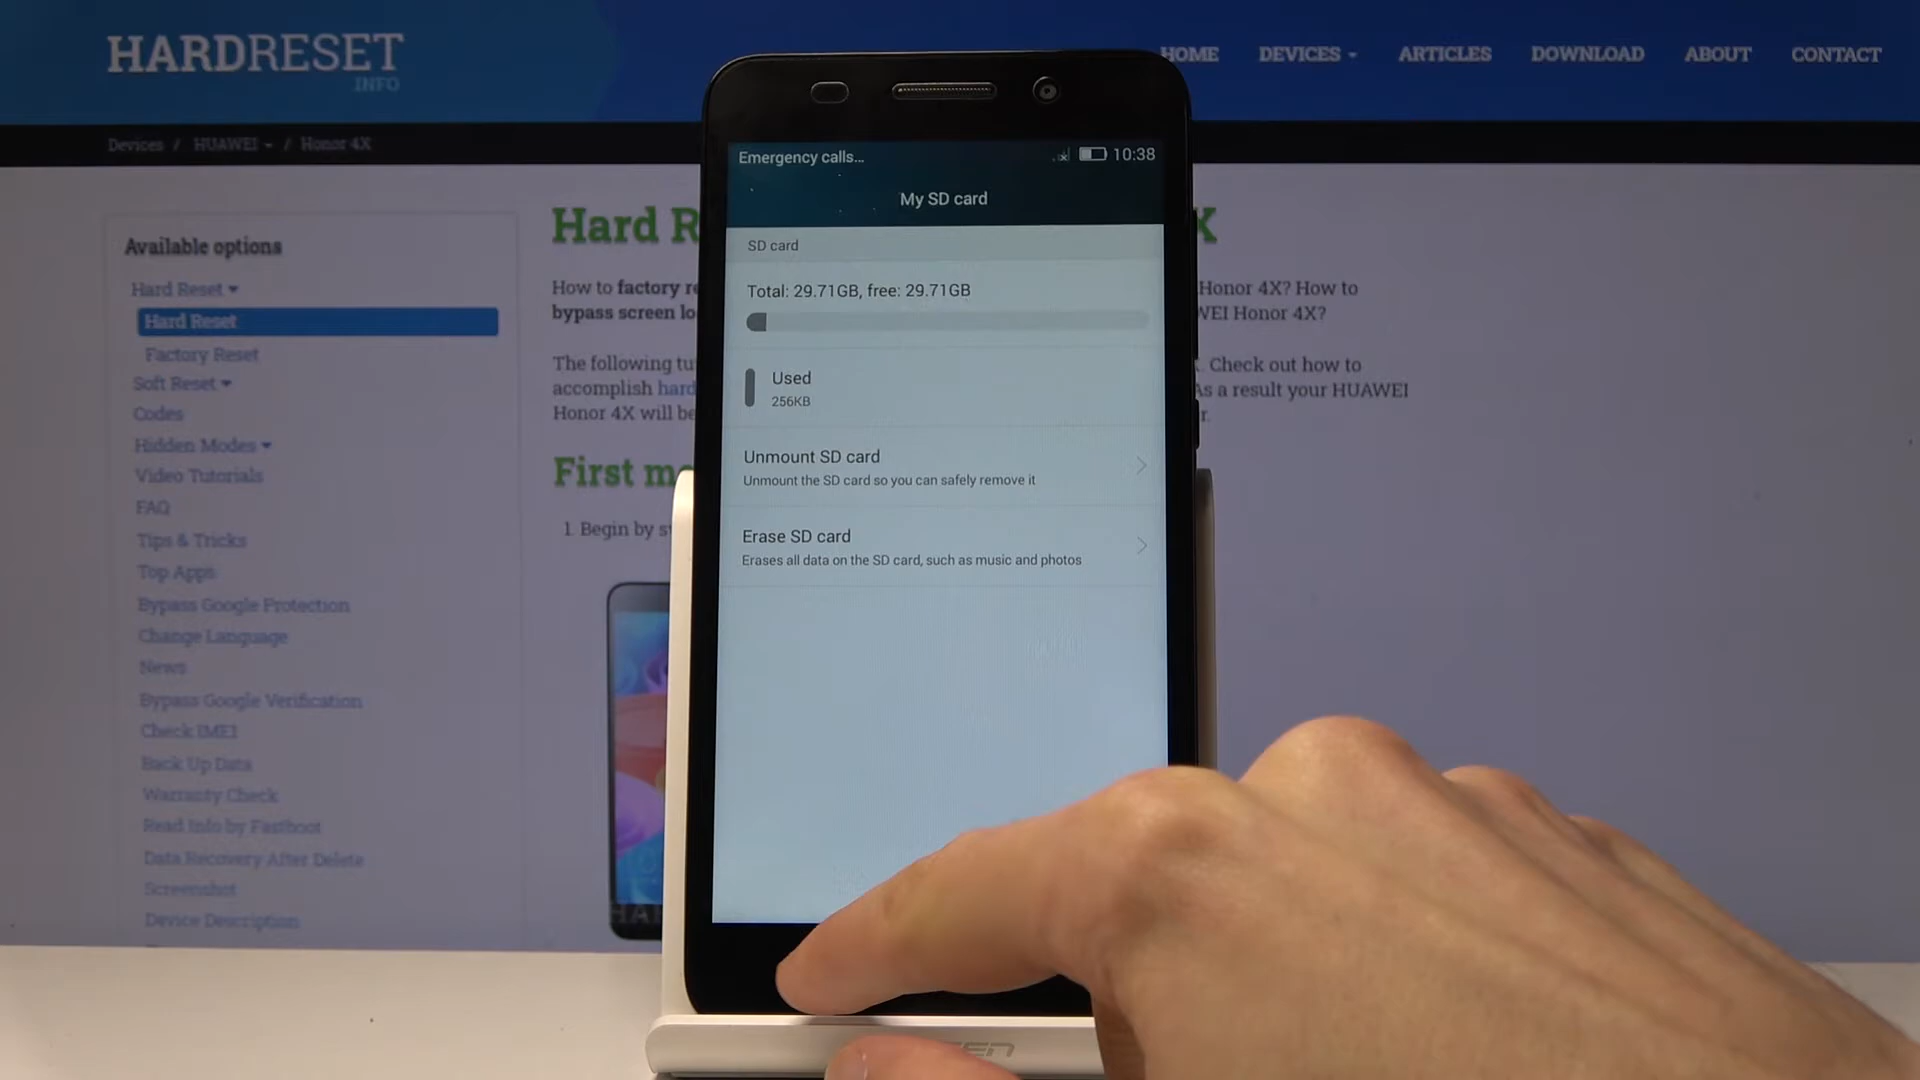 HARDRESET
INFO
HOME DEVICES ARTICLES DOWNLOAD ABOUT CONTACT
Devices / HUAWEI / Honor 4X
Available options
Hard Reset
Hard Reset
Factory Reset
Soft Reset
Codes
Hidden Modes
Video Tutorials
FAQ
Tips & Tricks
Top Apps
Bypass Google Protection
Change Language
News
Bypass Google Verification
Check IMEI
Back Up Data
Warranty Check
Read Info by Fastboot
Data Recovery After Delete
Screenshot
Device Description
Hard R X
How to factory re Honor 4X? How to
bypass screen lo WEI Honor 4X?
The following tu . Check out how to
accomplish hard As a result your HUAWEI
Honor 4X will be r.
First m
1. Begin by s
Emergency calls... 10:38
My SD card
SD card
Total: 29.71GB, free: 29.71GB
Used
256KB
Unmount SD card
Unmount the SD card so you can safely remove it
Erase SD card
Erases all data on the SD card, such as music and photos